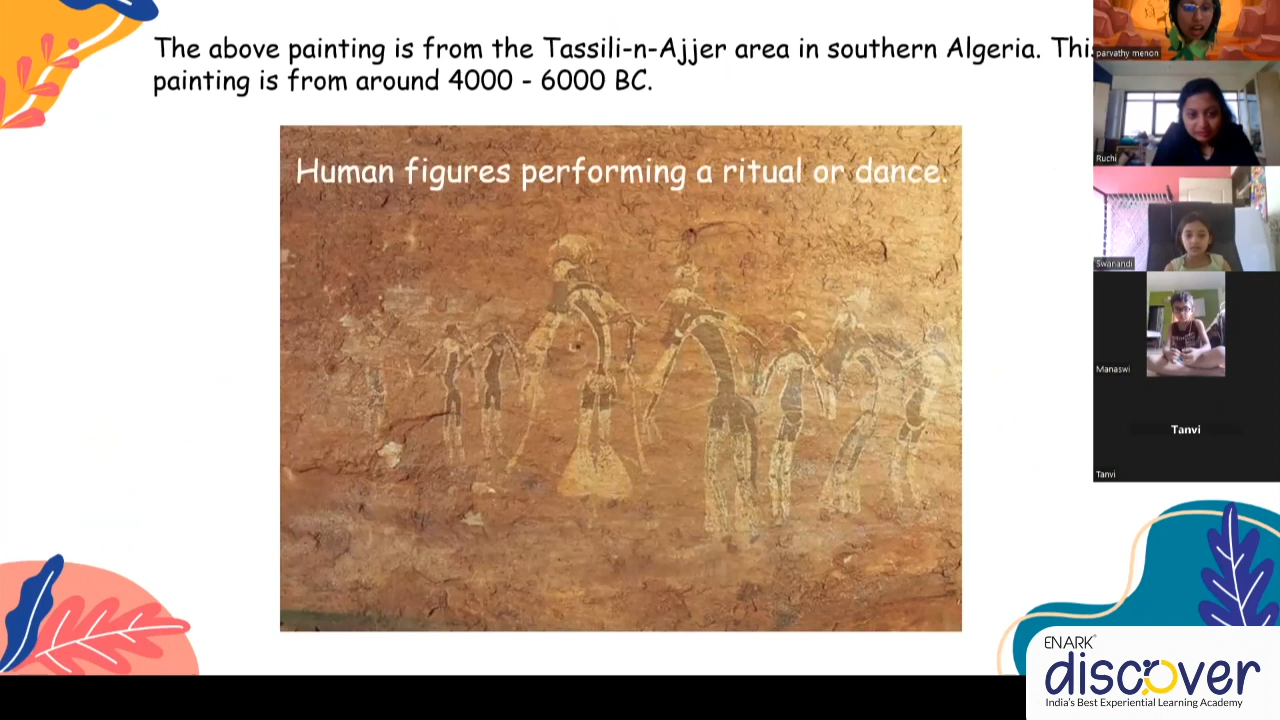 The above painting is from the Tassili-n-Ajjer area in southern Algeria. This
painting is from around 4000 - 6000 BC.
Human figures performing a ritual or dance.
parvathy menon
Ruchi
Swanandi
Manaswi
Tanvi
Tanvi
ENARK®
discover
India's Best Experiential Learning Academy